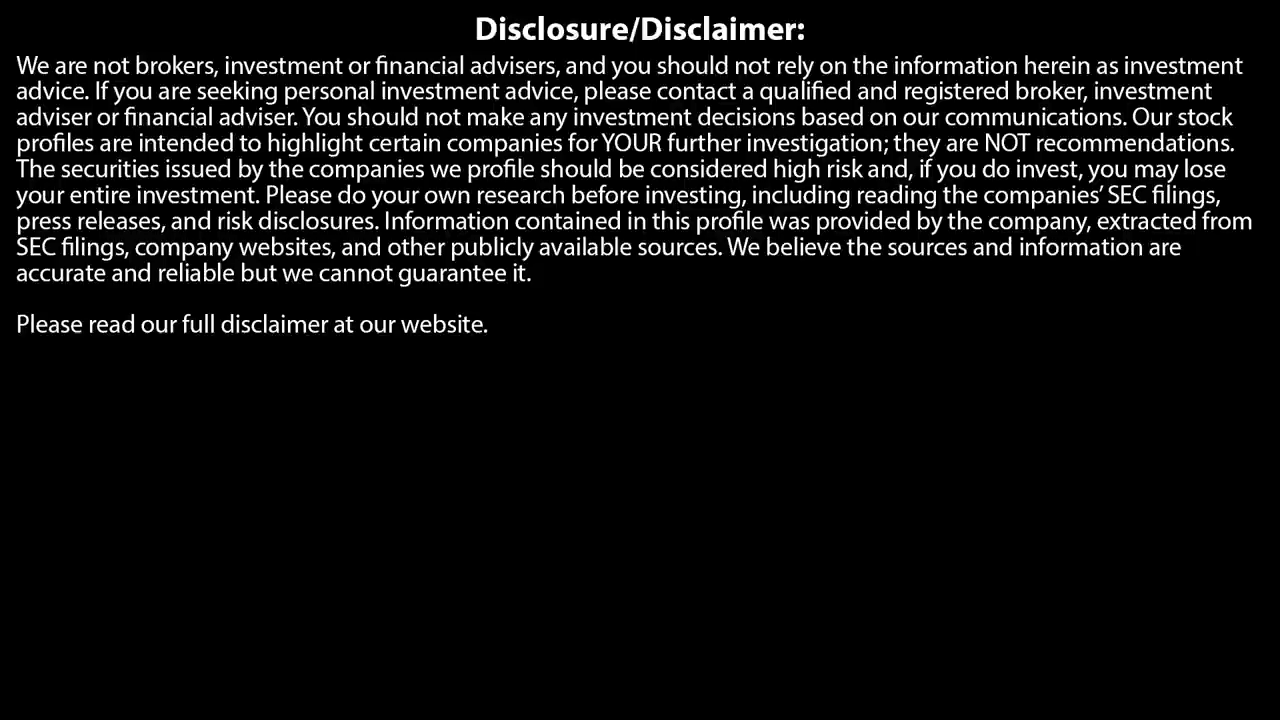 Disclosure/Disclaimer:
We are not brokers, investment or financial advisers, and you should not rely on the information herein as investment
advice. If you are seeking personal investment advice, please contact a qualified and registered broker, investment
adviser or financial adviser. You should not make any investment decisions based on our communications. Our stock
profiles are intended to highlight certain companies for YOUR further investigation; they are NOT recommendations.
The securities issued by the companies we profile should be considered high risk and, if you do invest, you may lose
your entire investment. Please do your own research before investing, including reading the companies’ SEC filings,
press releases, and risk disclosures. Information contained in this profile was provided by the company, extracted from
SEC filings, company websites, and other publicly available sources. We believe the sources and information are
accurate and reliable but we cannot guarantee it.
Please read our full disclaimer at our website.